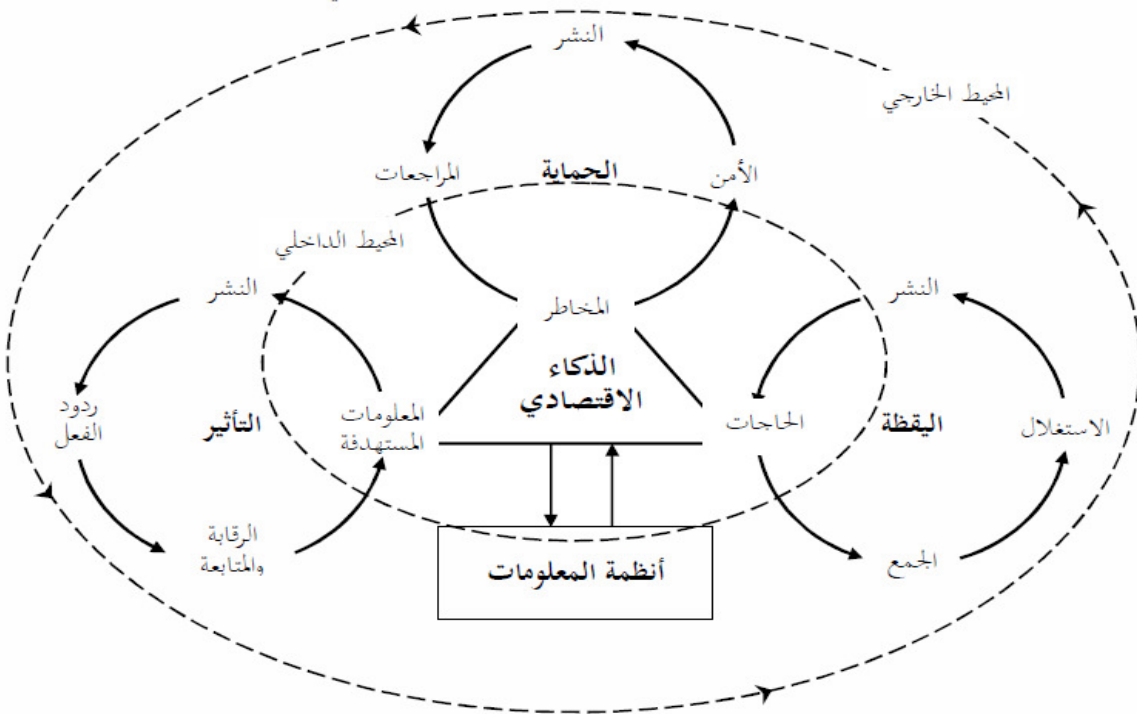 النشر
المحيط الخارجي
الأمن
الحماية
المراجعات
المحيط الداخلي
النشر
النشر
المخاطر
الذكاء
الاقتصادي
ردود
الفعل
التأثير
المعلومات
المستهدفة
الحاجات
اليقظة
الاستغلال
الرقابة
والمتابعة
أنظمة المعلومات
الجمع